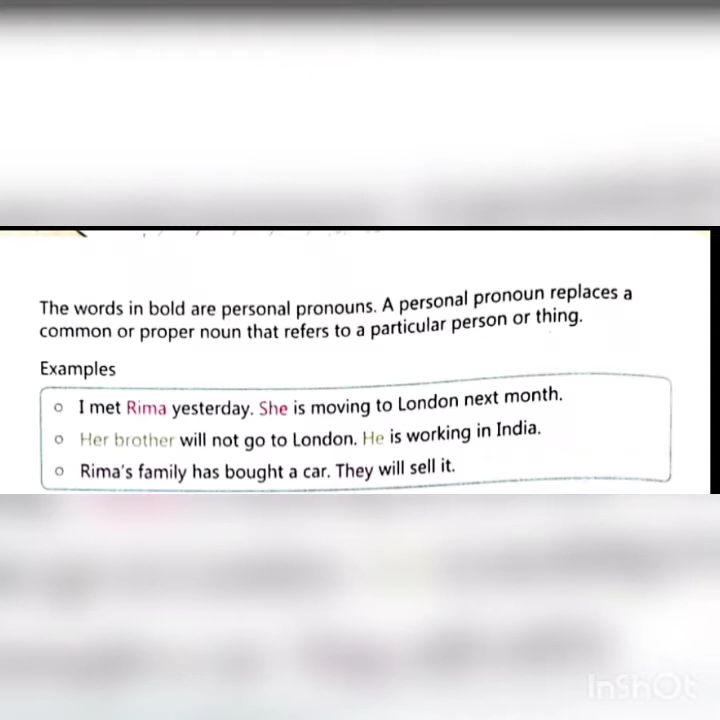 The words in bold are personal pronouns. A personal pronoun replaces a
common or proper noun that refers to a particular person or thing.
Examples
o I met Rima yesterday. She is moving to London next month.
o Her brother will not go to London. He is working in India.
o Rima's family has bought a car. They will sell it.
InShOt